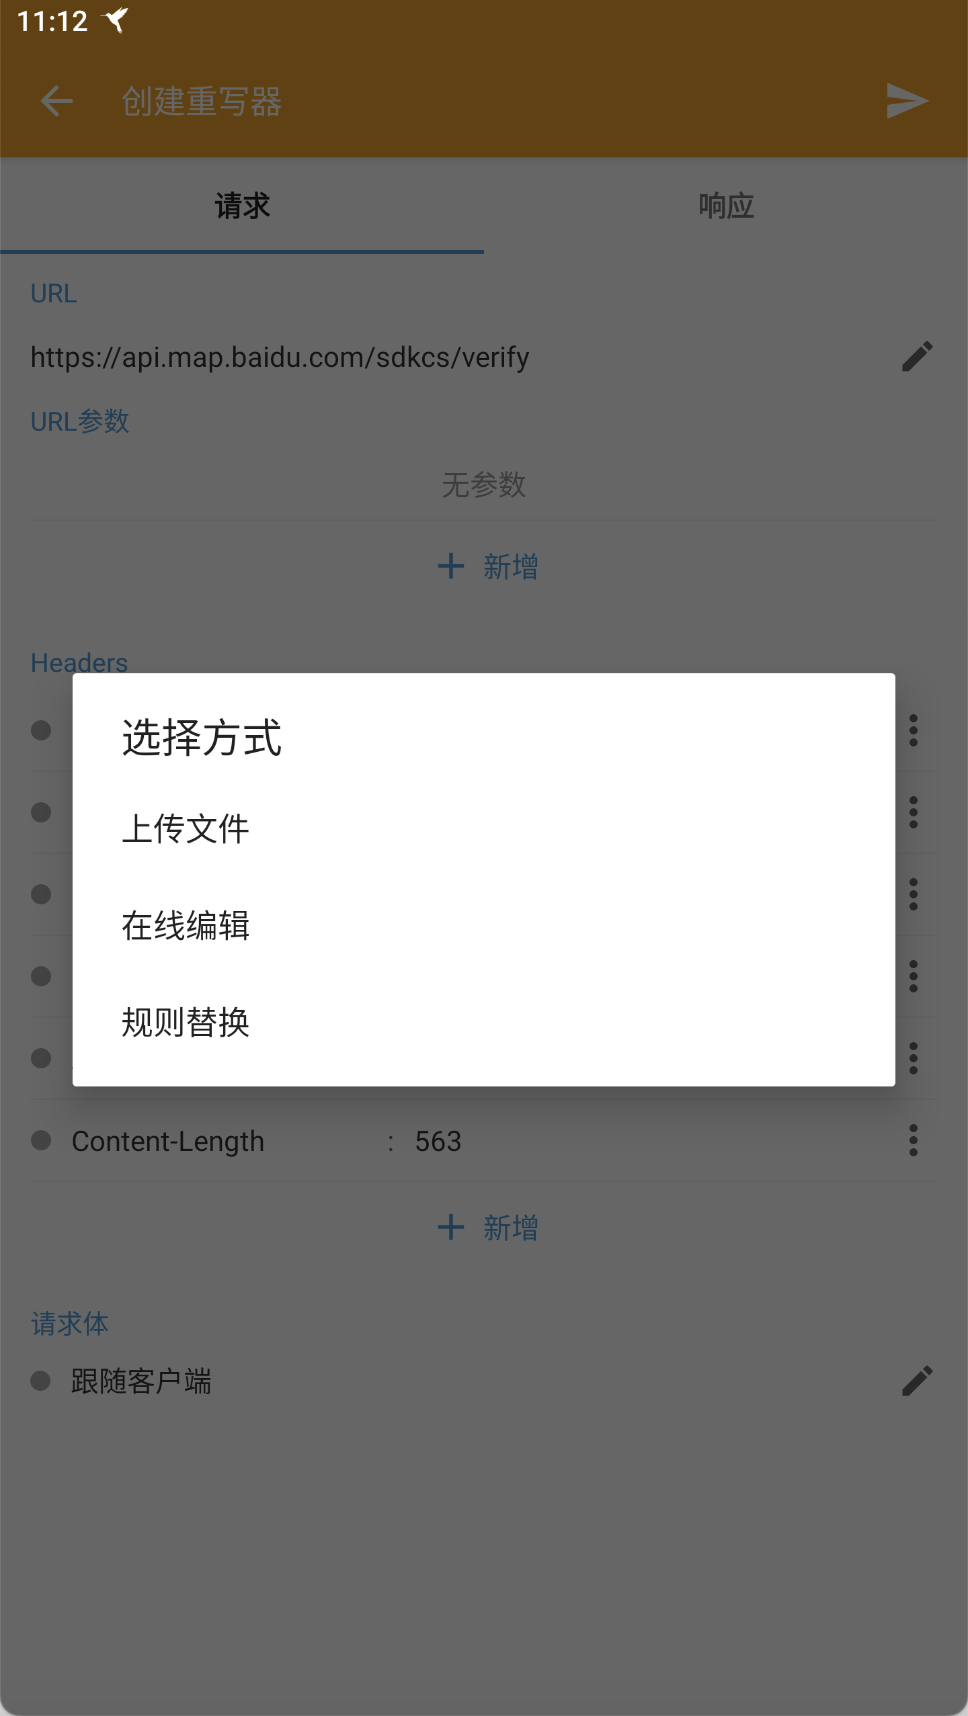 11:12
创建重写器
请求
响应
URL
https://api.map.baidu.com/sdkcs/verify
URL参数
无参数
新增
Headers
选择方式
上传文件
在线编辑
规则替换
Content-Length : 563
新增
请求体
跟随客户端